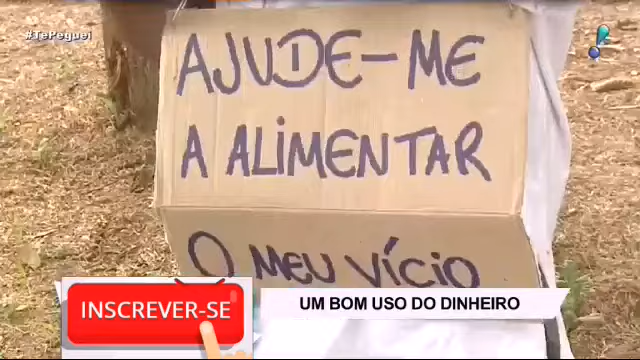 #TePeguei
AJUDE-ME
A ALIMENTAR
O MEU VÍCIO
INSCREVER-SE
UM BOM USO DO DINHEIRO